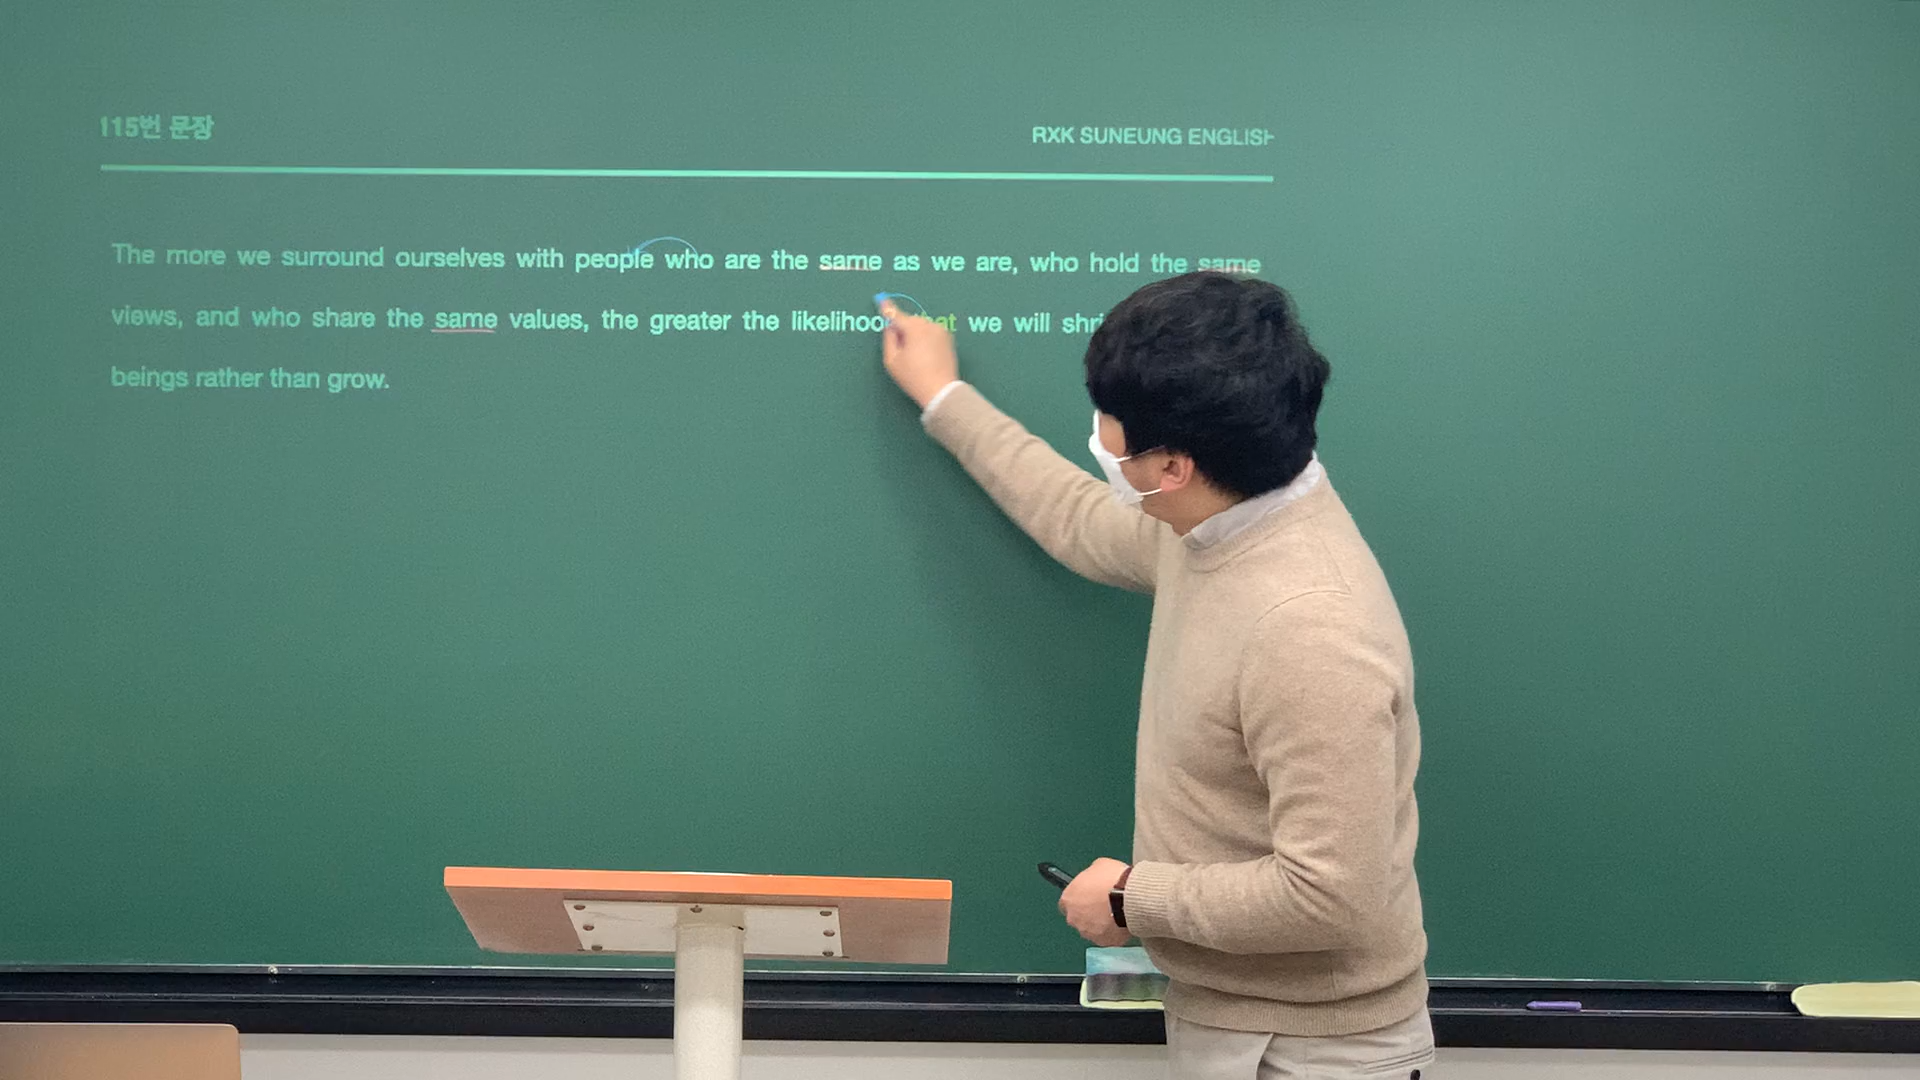 115번 문장
RXK SUNEUNG ENGLISH
The more we surround ourselves with people who are the same as we are, who hold the same
views, and who share the same values, the greater the likelihood that we will
beings rather than grow.